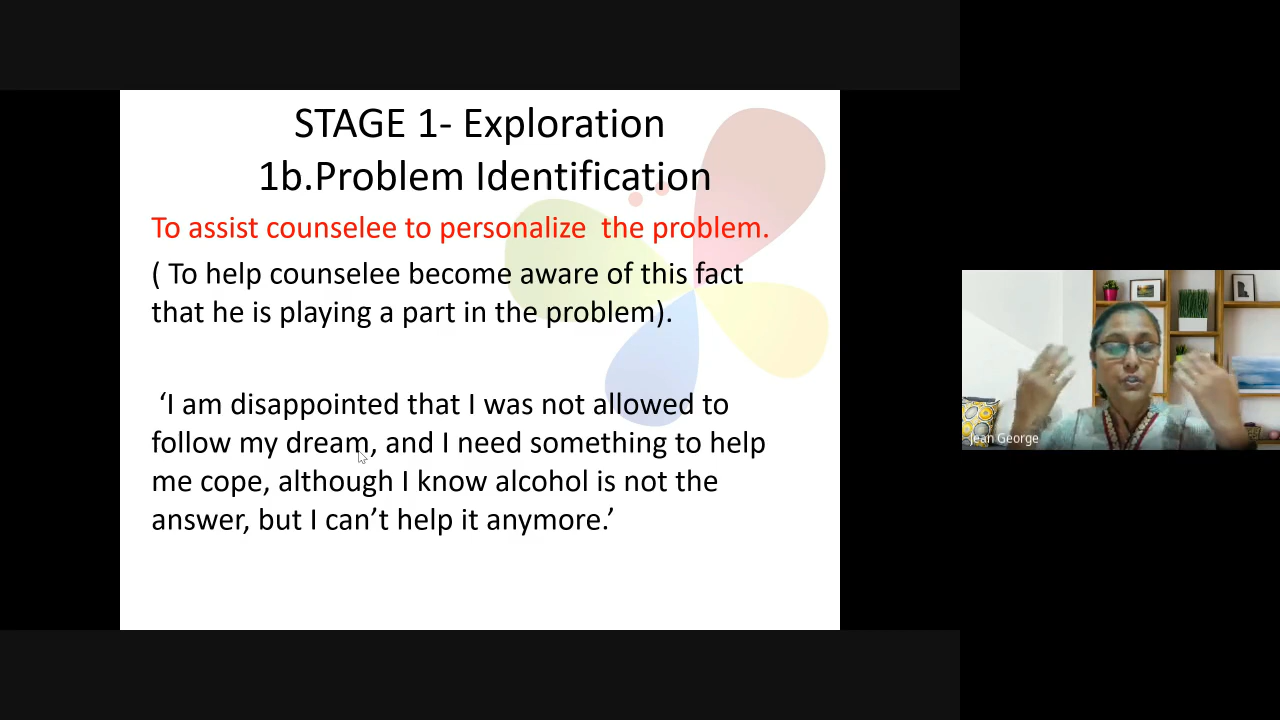 STAGE 1- Exploration
1b.Problem Identification
To assist counselee to personalize  the problem.
( To help counselee become aware of this fact
that he is playing a part in the problem).
‘I am disappointed that I was not allowed to
follow my dream, and I need something to help
me cope, although I know alcohol is not the
answer, but I can’t help it anymore.’
Jean George